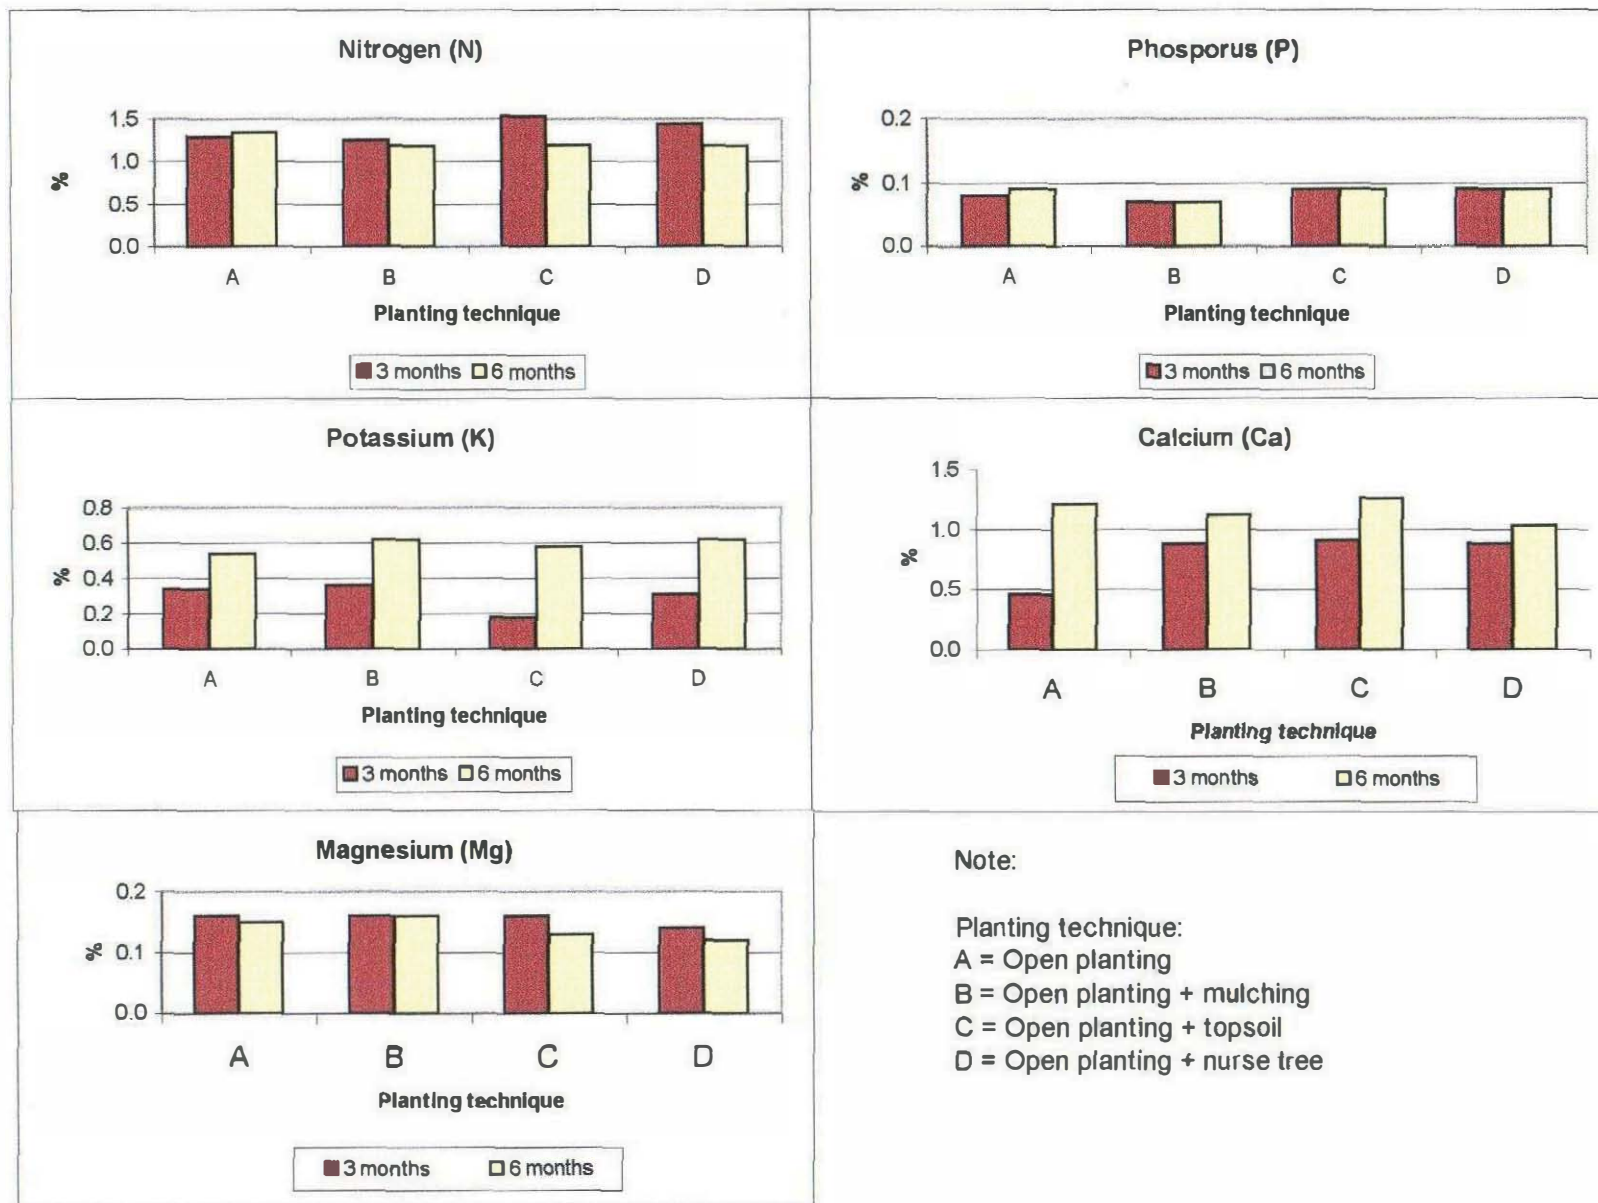 Nitrogen (N)
1.5
1.0
0.5
0.0
%
A B C D
Planting technique
3 months 6 months
Phosporus (P)
0.2
0.1
0.0
%
A B C D
Planting technique
3 months 6 months
Potassium (K)
0.8
0.6
0.4
0.2
0.0
%
A B C D
Planting technique
3 months 6 months
Calcium (Ca)
1.5
1.0
0.5
0.0
%
A B C D
Planting technique
3 months 6 months
Magnesium (Mg)
0.2
0.1
0.0
%
A B C D
Planting technique
3 months 6 months
Note:
Planting technique:
A = Open planting
B = Open planting + mulching
C = Open planting + topsoil
D = Open planting + nurse tree